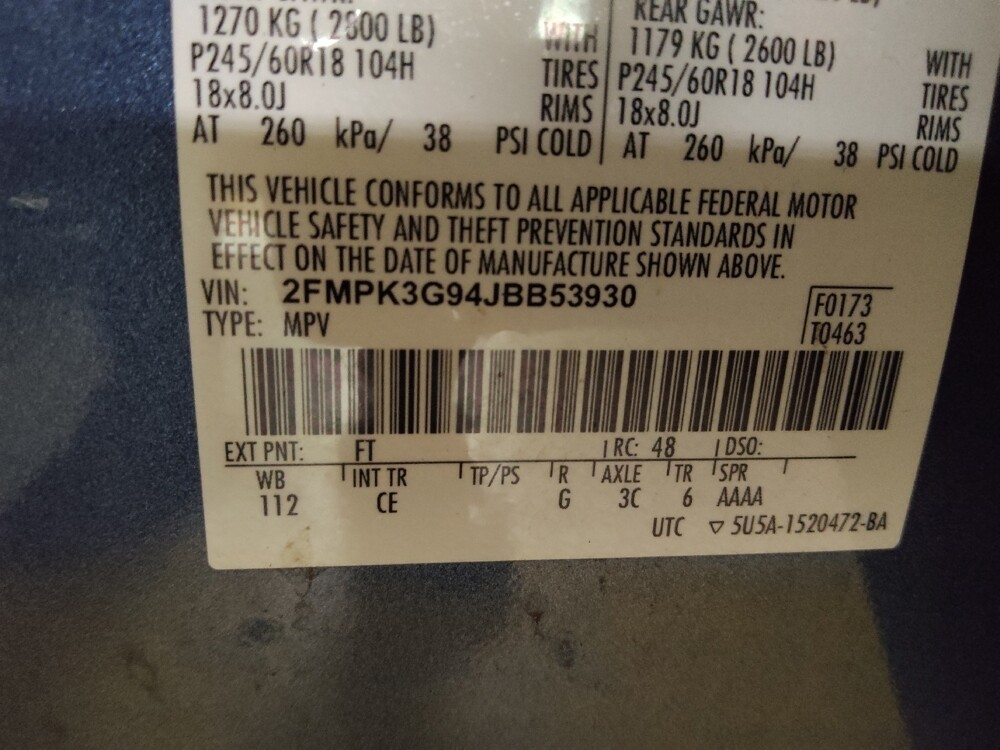 REAR GAWR:
1270 KG ( 2800 LB) WITH 1179 KG ( 2600 LB) WITH
P245/60R18 104H TIRES P245/60R18 104H TIRES
18x8.0J RIMS 18x8.0J RIMS
AT 260 kPa/ 38 PSI COLD AT 260 kPa/ 38 PSI COLD
THIS VEHICLE CONFORMS TO ALL APPLICABLE FEDERAL MOTOR
VEHICLE SAFETY AND THEFT PREVENTION STANDARDS IN
EFFECT ON THE DATE OF MANUFACTURE SHOWN ABOVE.
VIN: 2FMPK3G94JBB53930
F0173
TYPE: MPV
T0463
EXT PNT: FT RC: 48 DSO:
WB INT TR TP/PS R AXLE TR SPR
112 CE G 3C 6 AAAA
UTC ▽ 5U5A-1520472-BA